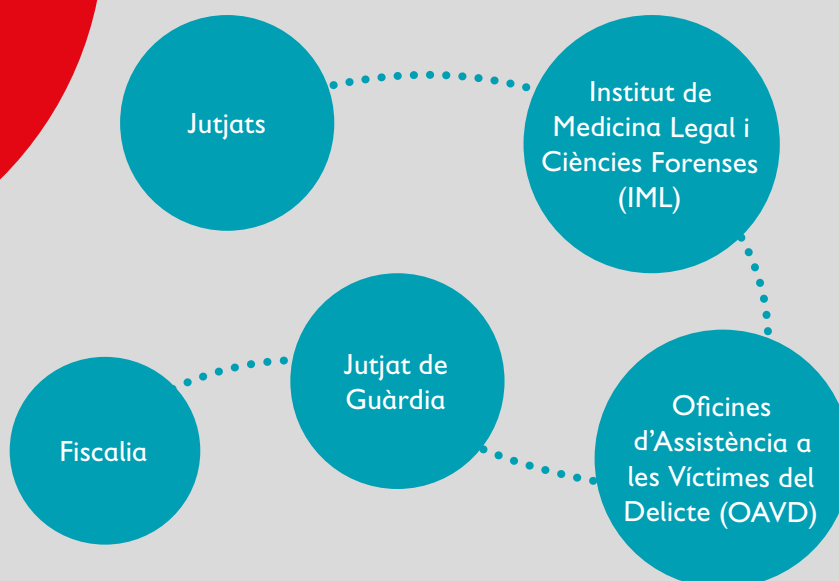 Jutjats
Institut de
Medicina Legal i
Ciències Forenses
(IML)
Jutjat de
Guàrdia
Fiscalia
Oficines
d’Assistència a
les Víctimes del
Delicte (OAVD)